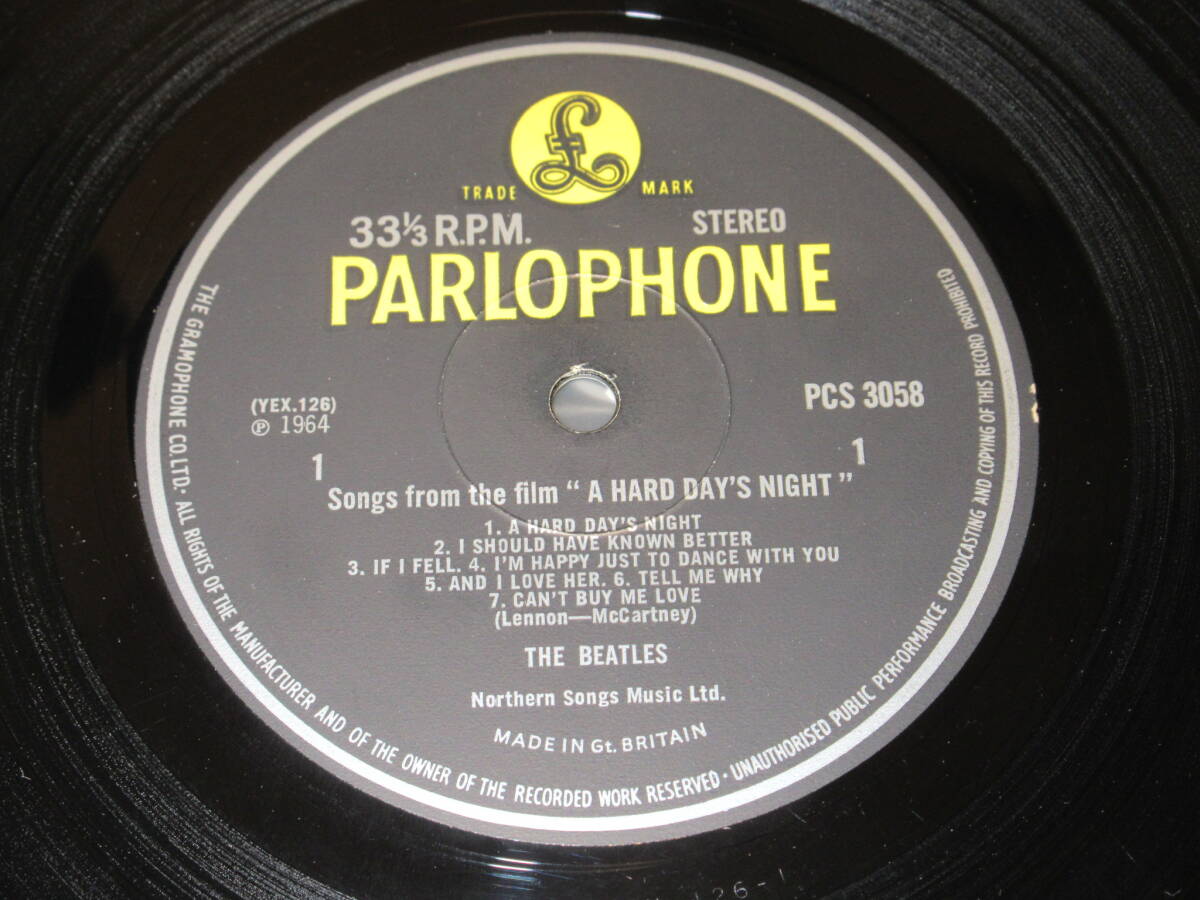 £
TRADE MARK
33⅓ R.P.M. STEREO
PARLOPHONE
(YEX.126)
℗ 1964
PCS 3058
1 1
Songs from the film “ A HARD DAY'S NIGHT ”
1. A HARD DAY'S NIGHT
2. I SHOULD HAVE KNOWN BETTER
3. IF I FELL. 4. I'M HAPPY JUST TO DANCE WITH YOU
5. AND I LOVE HER. 6. TELL ME WHY
7. CAN'T BUY ME LOVE
(Lennon—McCartney)
THE BEATLES
Northern Songs Music Ltd.
MADE IN Gt. BRITAIN
THE GRAMOPHONE CO. LTD. · ALL RIGHTS OF THE MANUFACTURER AND OF THE OWNER OF THE RECORDED WORK RESERVED · UNAUTHORISED PUBLIC PERFORMANCE BROADCASTING AND COPYING OF THIS RECORD PROHIBITED